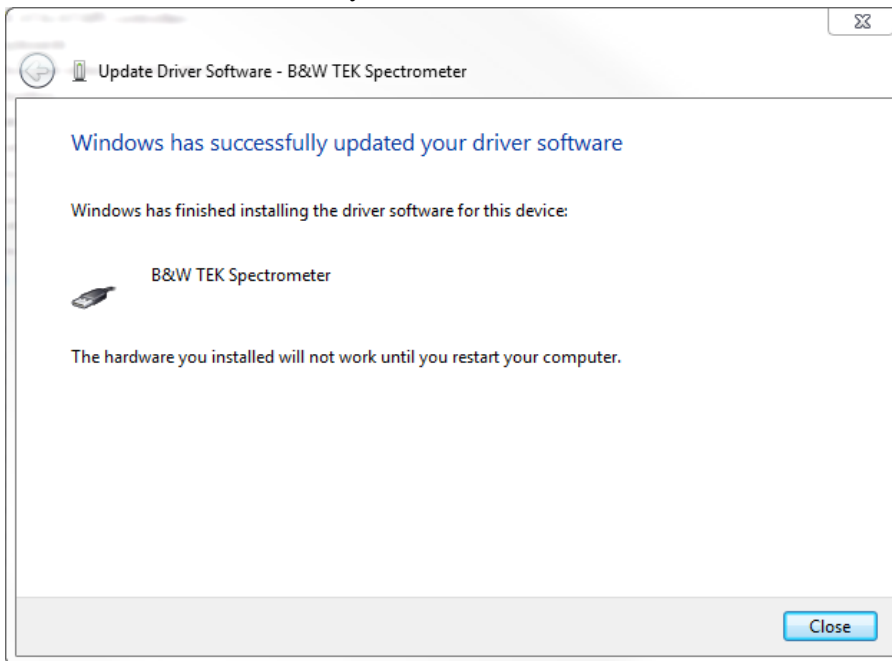 Update Driver Software - B&W TEK Spectrometer
Windows has successfully updated your driver software
Windows has finished installing the driver software for this device:
B&W TEK Spectrometer
The hardware you installed will not work until you restart your computer.
Close